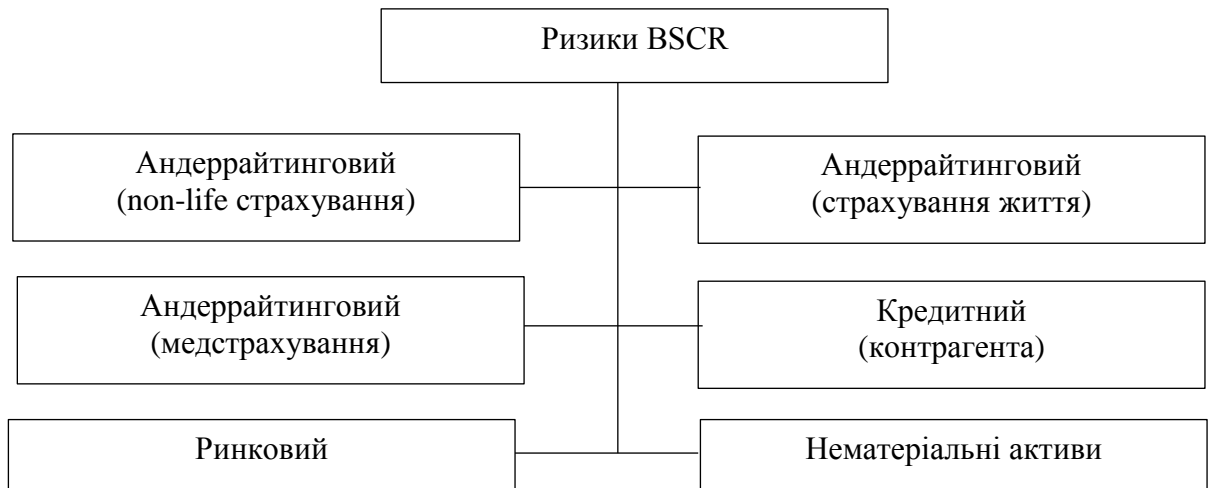 Ризики BSCR
Андеррайтинговий
(non-life страхування)
Андеррайтинговий
(страхування життя)
Андеррайтинговий
(медстрахування)
Кредитний
(контрагента)
Ринковий
Нематеріальні активи